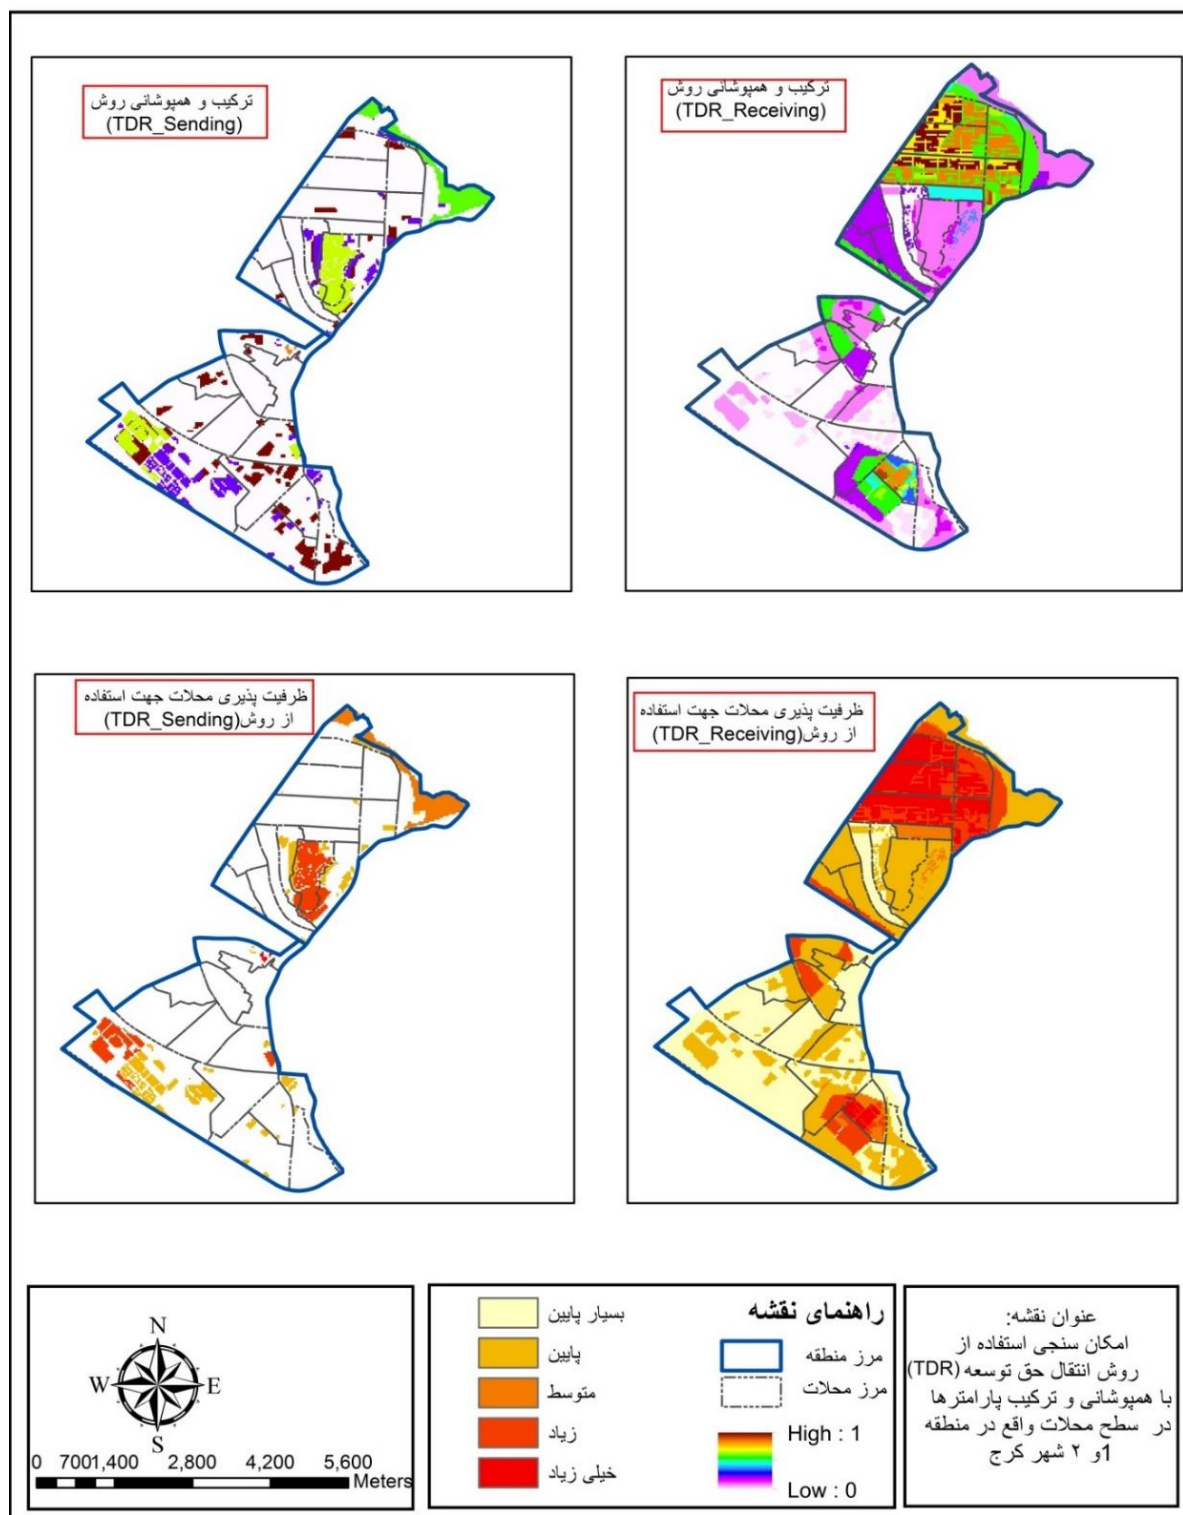 ترکیب و همپوشانی روش
(TDR_Sending)
ترکیب و همپوشانی روش
(TDR_Receiving)
ظرفیت پذیری محلات جهت استفاده
از روش(TDR_Sending)
ظرفیت پذیری محلات جهت استفاده
از روش(TDR_Receiving)
N
W E
S
0 700 1,400 2,800 4,200 5,600
Meters
راهنمای نقشه
مرز منطقه
مرز محلات
High : 1
Low : 0
بسیار پایین
پایین
متوسط
زیاد
خیلی زیاد
عنوان نقشه:
امکان سنجی استفاده از
روش انتقال حق توسعه (TDR)
با همپوشانی و ترکیب پارامترها
در سطح محلات واقع در منطقه
1و ۲ شهر کرج